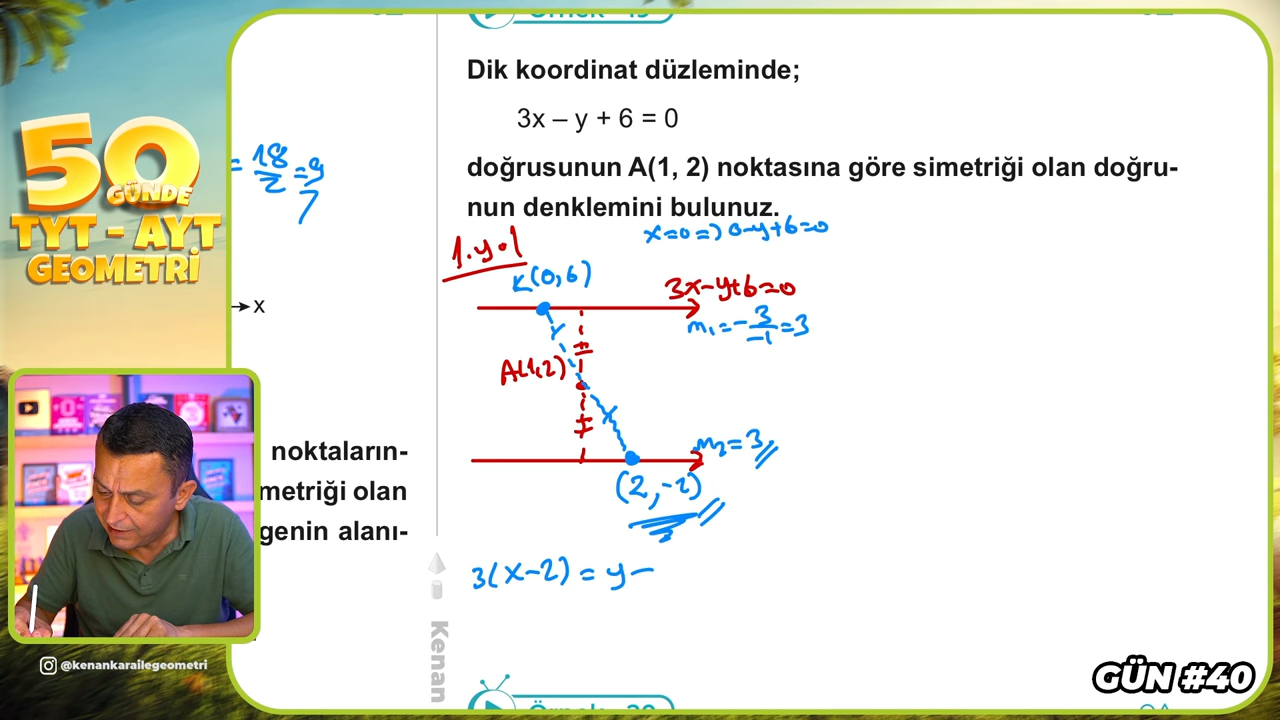 50
GÜNDE
TYT - AYT
GEOMETRİ
= 18/2 = 9
x
noktaların-
metriği olan
genin alanı-
@kenankarailegeometri
Dik koordinat düzleminde;
3x – y + 6 = 0
doğrusunun A(1, 2) noktasına göre simetriği olan doğru-
nun denklemini bulunuz.
x=0 => 0-y+6=0
1.yol
K(0,6)
3x-y+6=0
m₁=-3/-1=3
A(1,2)
m₂=3
(2,-2)
3(x-2)=y-
Kenan
GÜN #40